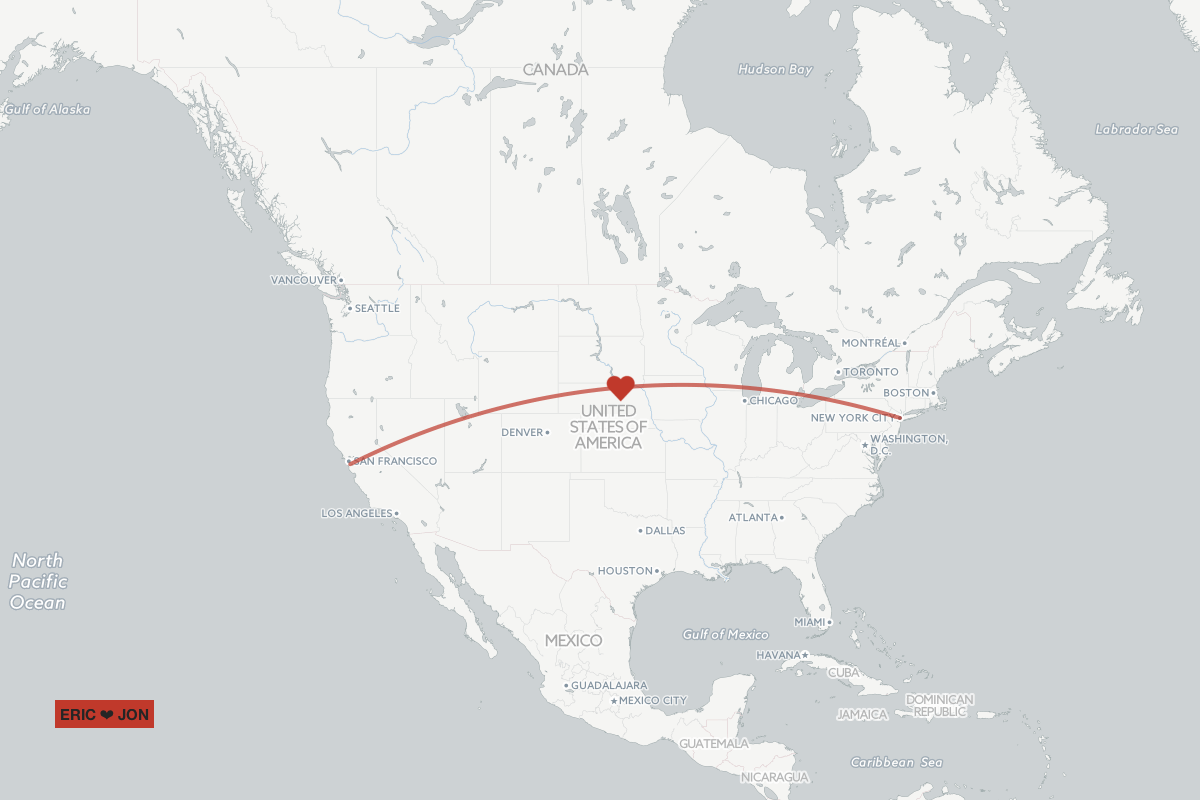 CANADA
Hudson Bay
Gulf of Alaska
Labrador Sea
VANCOUVER
SEATTLE
MONTRÉAL
TORONTO
BOSTON
CHICAGO
UNITED
STATES OF
AMERICA
NEW YORK CITY
DENVER
WASHINGTON,
D.C.
SAN FRANCISCO
LOS ANGELES
ATLANTA
DALLAS
North
Pacific
Ocean
HOUSTON
MIAMI
Gulf of Mexico
MEXICO
HAVANA
CUBA
GUADALAJARA
MEXICO CITY
DOMINICAN
REPUBLIC
JAMAICA
ERIC ❤ JON
GUATEMALA
Caribbean Sea
NICARAGUA